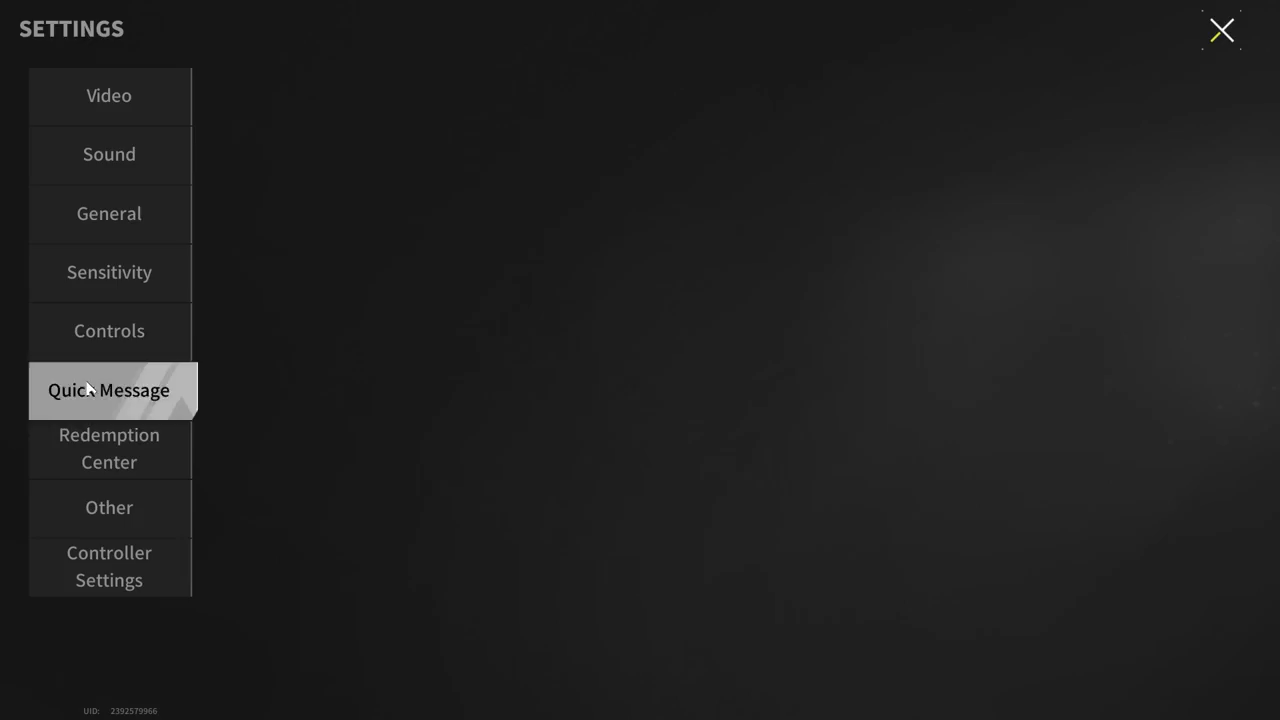 SETTINGS
Video
Sound
General
Sensitivity
Controls
Quick Message
Redemption
Center
Other
Controller
Settings
UID: 2392579966